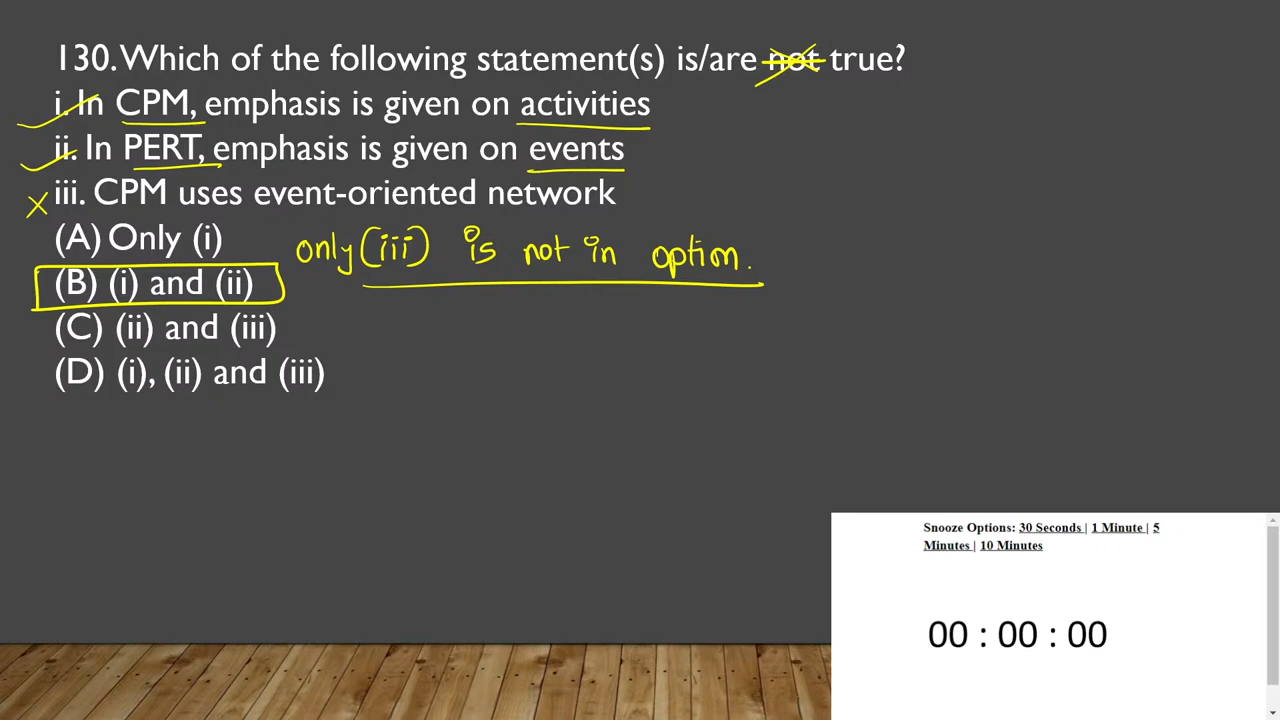 130. Which of the following statement(s) is/are not true?
i. In CPM, emphasis is given on activities
ii. In PERT, emphasis is given on events
iii. CPM uses event-oriented network
(A) Only (i)
only (iii) is not in option.
(B) (i) and (ii)
(C) (ii) and (iii)
(D) (i), (ii) and (iii)
Snooze Options: 30 Seconds | 1 Minute | 5
Minutes | 10 Minutes
00 : 00 : 00